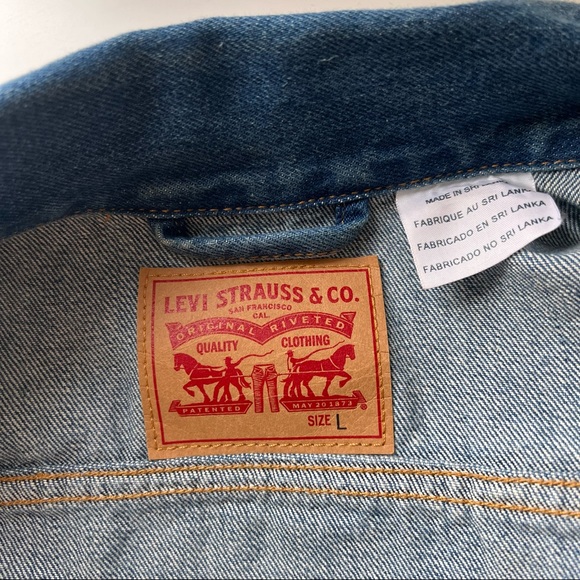 MADE IN SRI
FABRIQUE AU SRI LANKA
FABRICADO EN SRI LANKA
FABRICADO NO SRI LANKA
LEVI STRAUSS & CO.
SAN FRANCISCO
CAL.
ORIGINAL RIVETED
QUALITY CLOTHING
PATENTED MAY 20 1873 ®
SIZE L